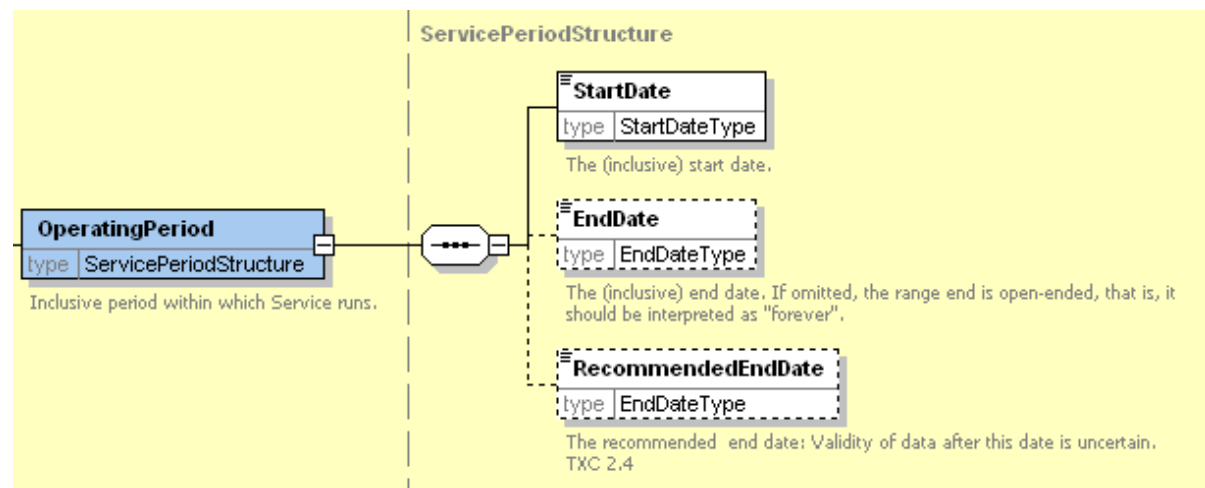 ServicePeriodStructure
StartDate
type StartDateType
The (inclusive) start date.
OperatingPeriod
type ServicePeriodStructure
Inclusive period within which Service runs.
EndDate
type EndDateType
The (inclusive) end date. If omitted, the range end is open-ended, that is, it
should be interpreted as "forever".
RecommendedEndDate
type EndDateType
The recommended end date: Validity of data after this date is uncertain.
TXC 2.4